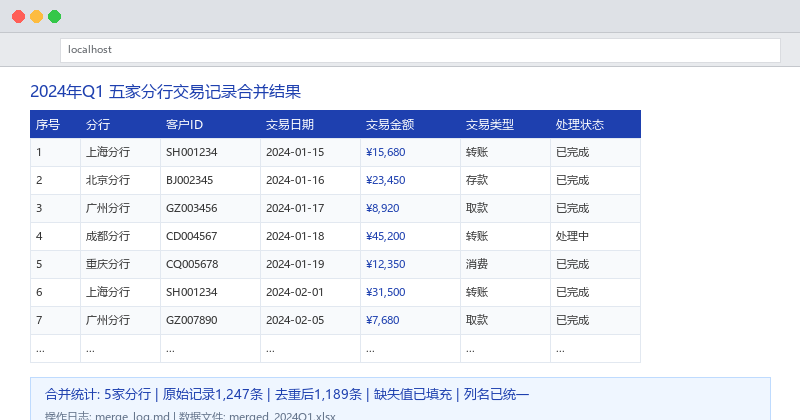 localhost
2024年Q1 五家分行交易记录合并结果
序号 分行 客户ID 交易日期 交易金额 交易类型 处理状态
1 上海分行 SH001234 2024-01-15 ¥15,680 转账 已完成
2 北京分行 BJ002345 2024-01-16 ¥23,450 存款 已完成
3 广州分行 GZ003456 2024-01-17 ¥8,920 取款 已完成
4 成都分行 CD004567 2024-01-18 ¥45,200 转账 处理中
5 重庆分行 CQ005678 2024-01-19 ¥12,350 消费 已完成
6 上海分行 SH001234 2024-02-01 ¥31,500 转账 已完成
7 广州分行 GZ007890 2024-02-05 ¥7,680 取款 已完成
... ... ... ... ... ... ...
合并统计: 5家分行 | 原始记录1,247条 | 去重后1,189条 | 缺失值已填充 | 列名已统一
操作日志: merge_log.md | 数据文件: merged_2024Q1.xlsx